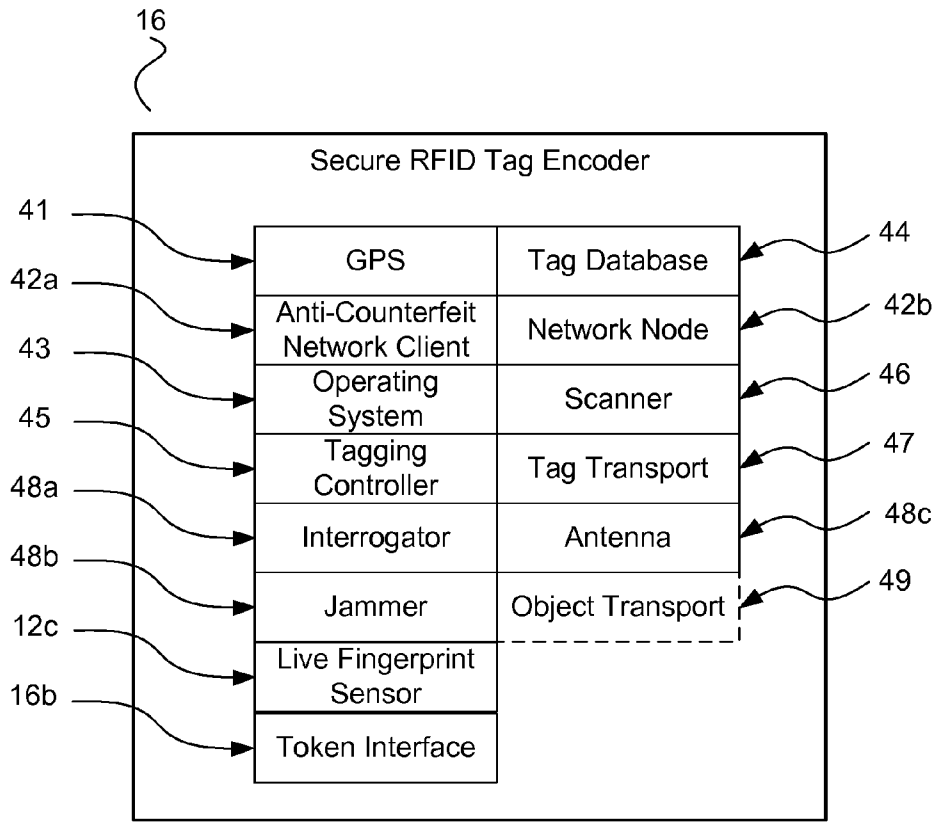 16
Secure RFID Tag Encoder
41
GPS
Tag Database
44
42a
Anti-Counterfeit
Network Client
Network Node
42b
43
Operating
System
Scanner
46
45
Tagging
Controller
Tag Transport
47
48a
Interrogator
Antenna
48c
48b
Jammer
Object Transport
49
12c
Live Fingerprint
Sensor
16b
Token Interface